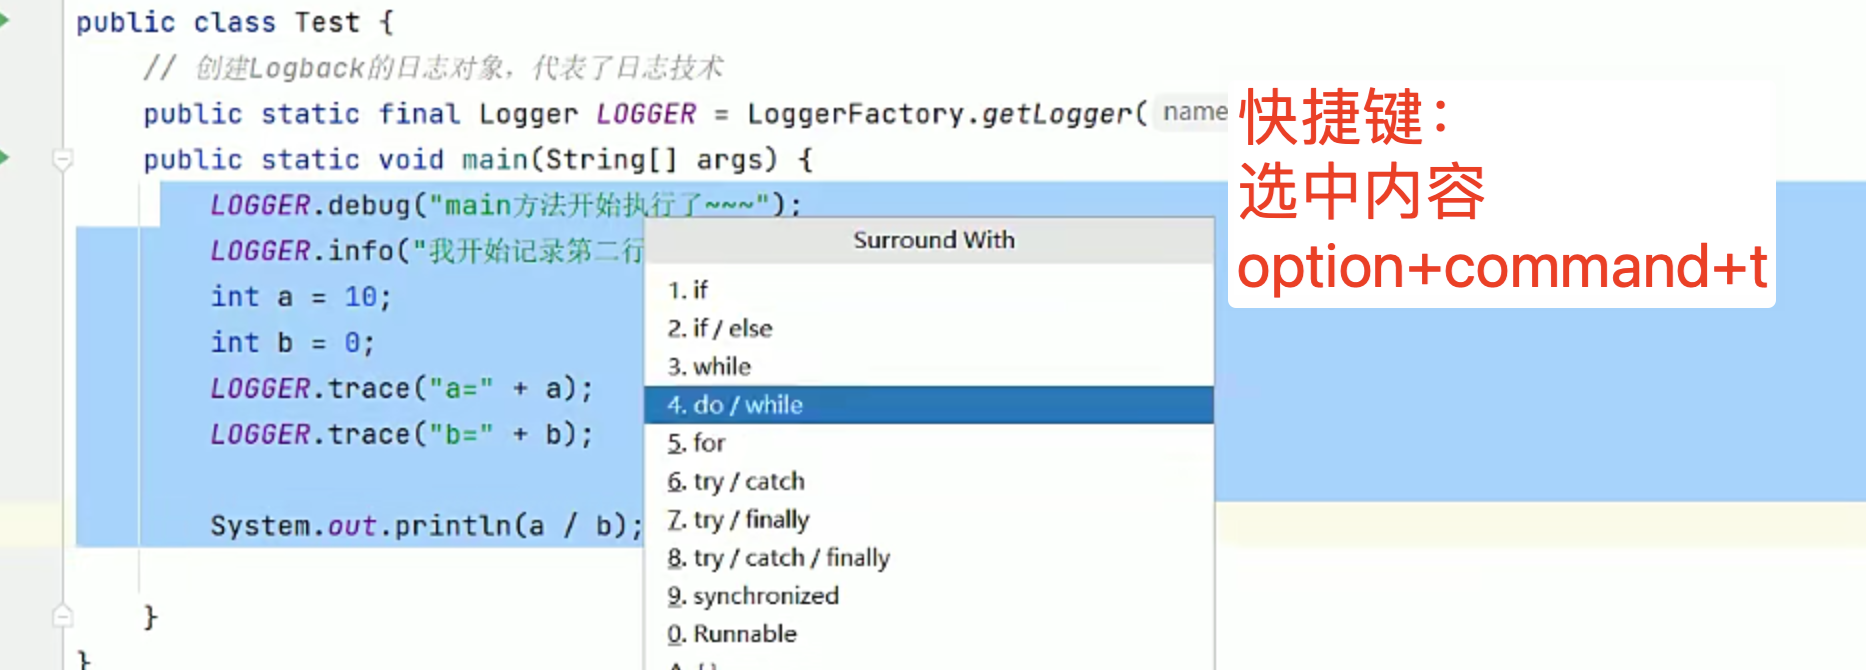 public class Test {
// 创建Logback的日志对象，代表了日志技术
public static final Logger LOGGER = LoggerFactory.getLogger( name
public static void main(String[] args) {
LOGGER.debug("main方法开始执行了~~~");
LOGGER.info("我开始记录第二行
int a = 10;
int b = 0;
LOGGER.trace("a=" + a);
LOGGER.trace("b=" + b);
System.out.println(a / b);
}
}
Surround With
1. if
2. if / else
3. while
4. do / while
5. for
6. try / catch
7. try / finally
8. try / catch / finally
9. synchronized
0. Runnable
快捷键：
选中内容
option+command+t